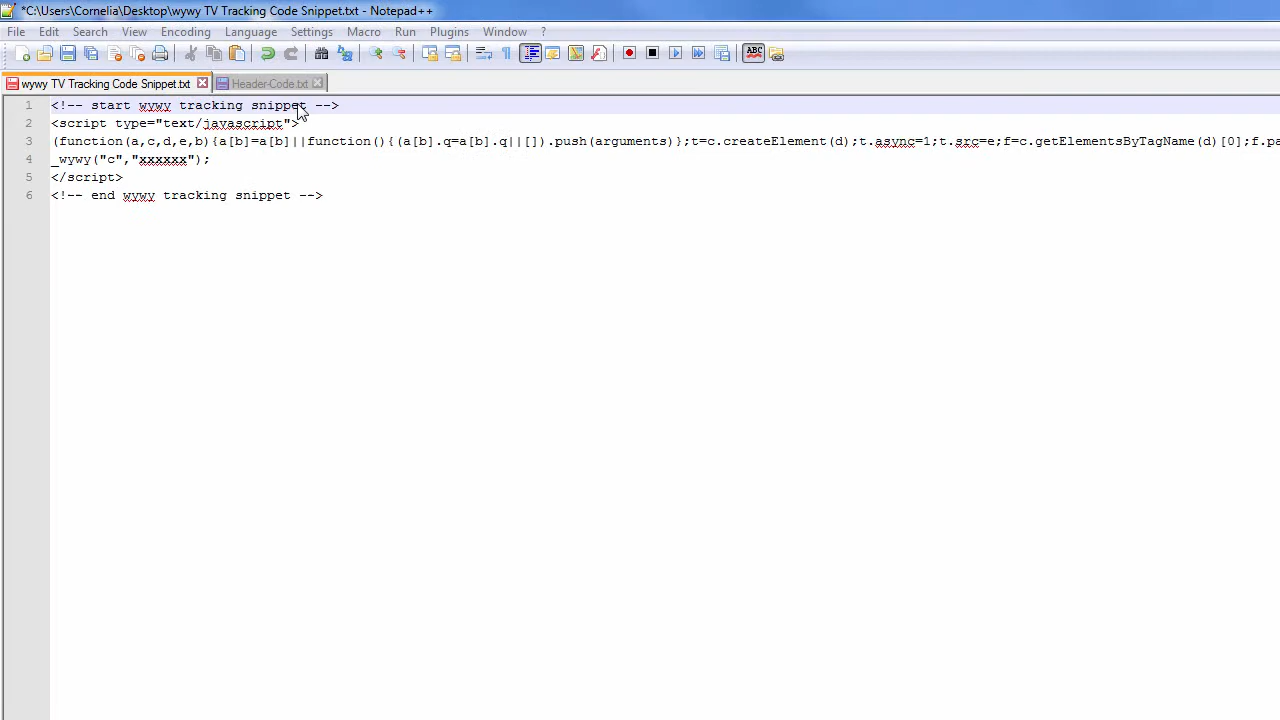 *C:\Users\Cornelia\Desktop\wywy TV Tracking Code Snippet.txt - Notepad++
File Edit Search View Encoding Language Settings Macro Run Plugins Window ?
ABC
wywy TV Tracking Code Snippet.txt Header-Code.txt
1 <!-- start wywy tracking snippet -->
2 <script type="text/javascript">
3 (function(a,c,d,e,b){a[b]=a[b]||function(){(a[b].q=a[b].q||[]).push(arguments)};t=c.createElement(d);t.async=1;t.src=e;f=c.getElementsByTagName(d)[0];f.pa
4 _wywy("c","xxxxxx");
5 </script>
6 <!-- end wywy tracking snippet -->